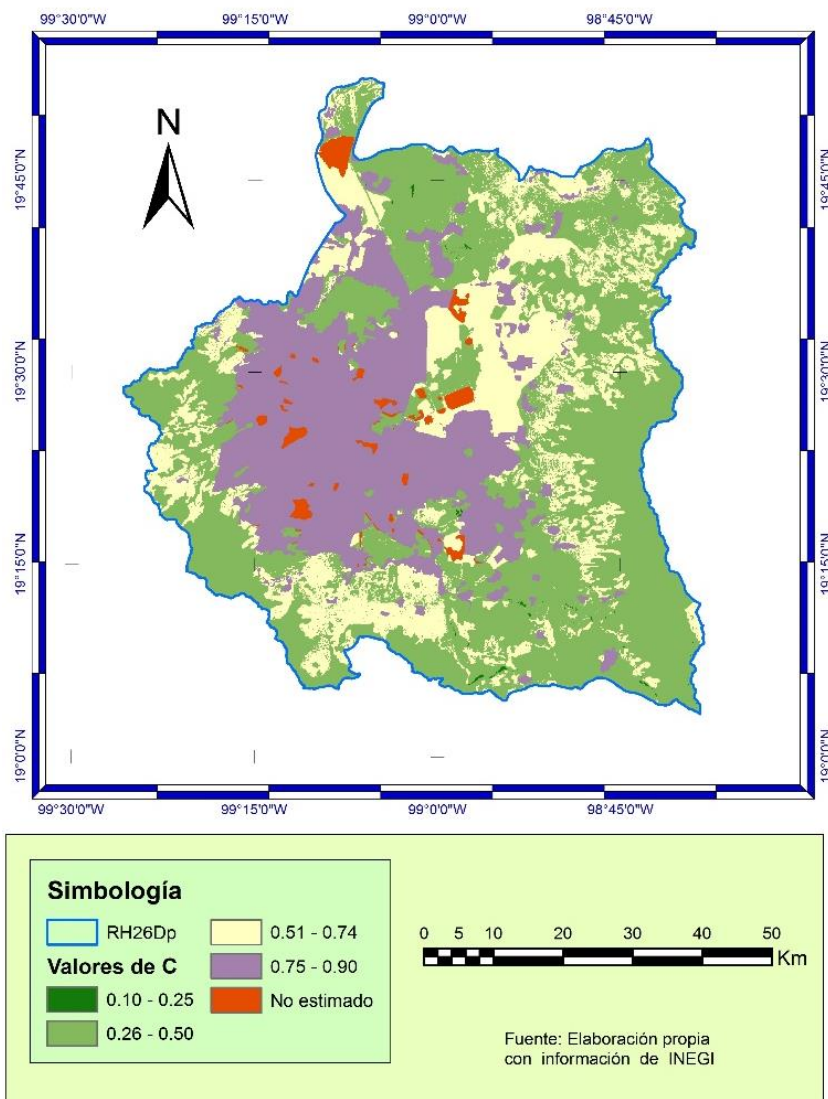 99°30'0"W 99°15'0"W 99°0'0"W 98°45'0"W
N
19°45'0"N 19°45'0"N
19°30'0"N 19°30'0"N
19°15'0"N 19°15'0"N
19°0'0"N 19°0'0"N
99°30'0"W 99°15'0"W 99°0'0"W 98°45'0"W
Simbología
RH26Dp
Valores de C
0.10 - 0.25
0.26 - 0.50
0.51 - 0.74
0.75 - 0.90
No estimado
0 5 10 20 30 40 50
Km
Fuente: Elaboración propia
con información de INEGI